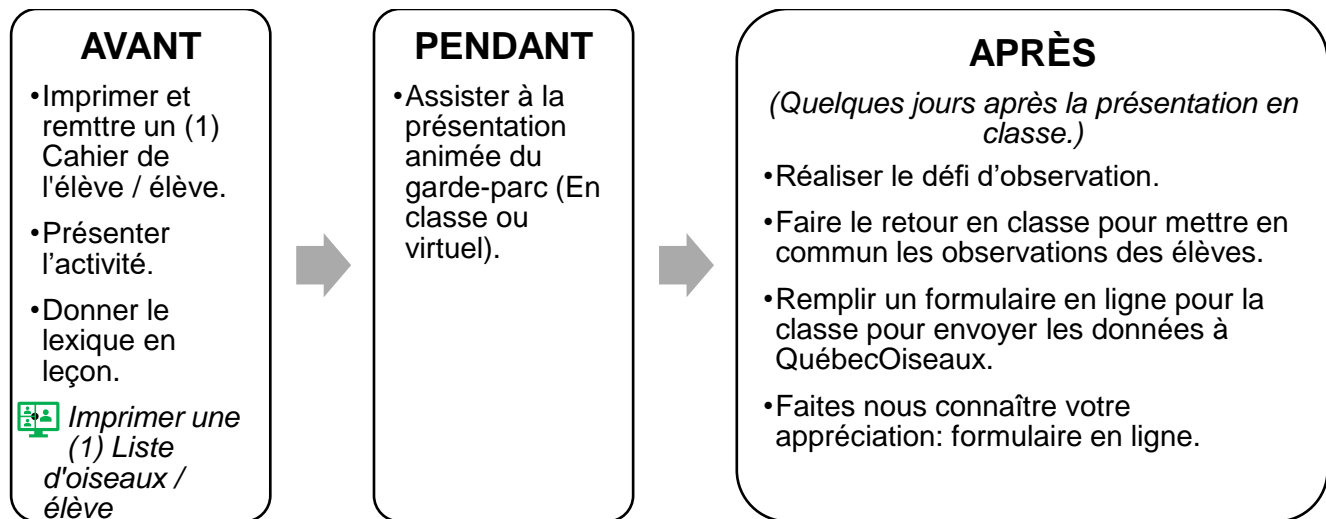 AVANT
•Imprimer et
remttre un (1)
Cahier de
l'élève / élève.
•Présenter
l’activité.
•Donner le
lexique en
leçon.
Imprimer une
(1) Liste
d'oiseaux /
élève
PENDANT
•Assister à la
présentation
animée du
garde-parc (En
classe ou
virtuel).
APRÈS
(Quelques jours après la présentation en
classe.)
•Réaliser le défi d’observation.
•Faire le retour en classe pour mettre en
commun les observations des élèves.
•Remplir un formulaire en ligne pour la
classe pour envoyer les données à
QuébecOiseaux.
•Faites nous connaître votre
appréciation: formulaire en ligne.